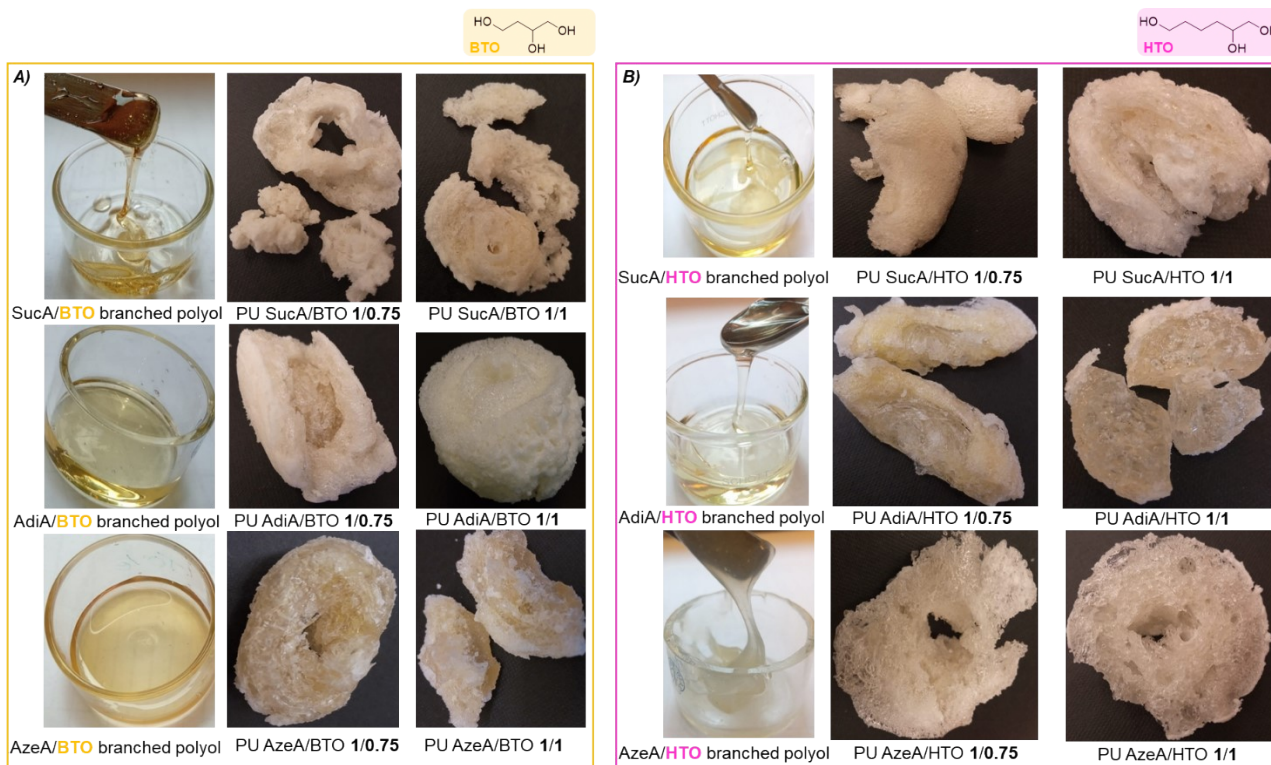 HO
OH
BTO
OH
HO
HTO
OH
OH
A)
SucA/BTO branched polyol
PU SucA/BTO 1/0.75
PU SucA/BTO 1/1
AdiA/BTO branched polyol
PU AdiA/BTO 1/0.75
PU AdiA/BTO 1/1
AzeA/BTO branched polyol
PU AzeA/BTO 1/0.75
PU AzeA/BTO 1/1
B)
SucA/HTO branched polyol
PU SucA/HTO 1/0.75
PU SucA/HTO 1/1
AdiA/HTO branched polyol
PU AdiA/HTO 1/0.75
PU AdiA/HTO 1/1
AzeA/HTO branched polyol
PU AzeA/HTO 1/0.75
PU AzeA/HTO 1/1